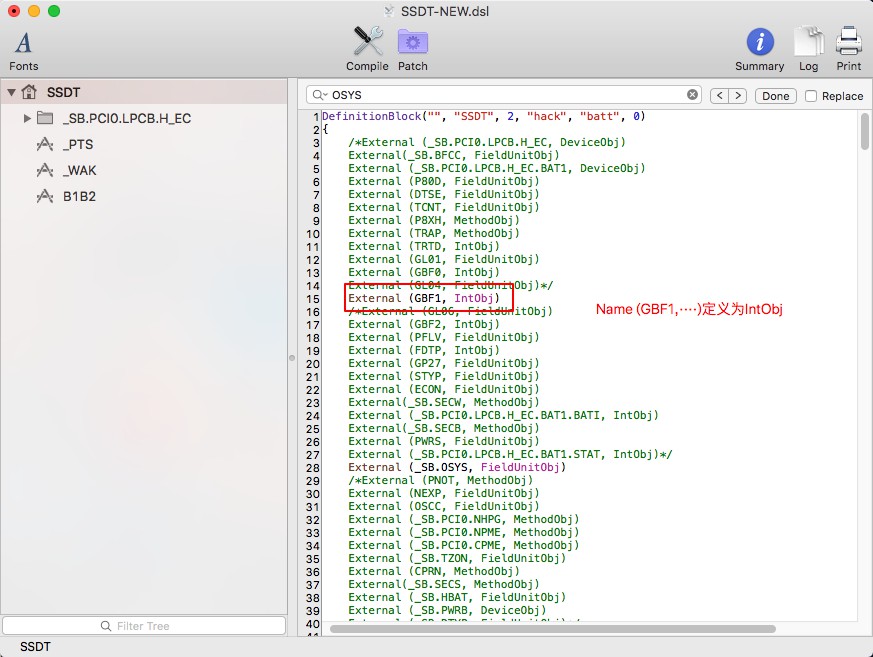 SSDT-NEW.dsl
Fonts
Compile
Patch
Summary
Log
Print
SSDT
_SB.PCI0.LPCB.H_EC
_PTS
_WAK
B1B2
Filter Tree
OSYS
Done
Replace
1 DefinitionBlock("", "SSDT", 2, "hack", "batt", 0)
2 {
3 /*External (_SB.PCI0.LPCB.H_EC, DeviceObj)
4 External(_SB.BFCC, FieldUnitObj)
5 External (_SB.PCI0.LPCB.H_EC.BAT1, DeviceObj)
6 External (P80D, FieldUnitObj)
7 External (DTSE, FieldUnitObj)
8 External (TCNT, FieldUnitObj)
9 External (P8XH, MethodObj)
10 External (TRAP, MethodObj)
11 External (TRTD, IntObj)
12 External (GL01, FieldUnitObj)
13 External (GBF0, IntObj)
14 External (GL04, FieldUnitObj)*/
15 External (GBF1, IntObj)
16 /*External (GL06, FieldUnitObj)
17 External (GBF2, IntObj)
18 External (PFLV, FieldUnitObj)
19 External (FDTP, IntObj)
20 External (GP27, FieldUnitObj)
21 External (STYP, FieldUnitObj)
22 External (ECON, FieldUnitObj)
23 External(_SB.SECW, MethodObj)
24 External (_SB.PCI0.LPCB.H_EC.BAT1.BATI, IntObj)
25 External(_SB.SECB, MethodObj)
26 External (PWRS, FieldUnitObj)
27 External (_SB.PCI0.LPCB.H_EC.BAT1.STAT, IntObj)*/
28 External (_SB.OSYS, FieldUnitObj)
29 /*External (PNOT, MethodObj)
30 External (NEXP, FieldUnitObj)
31 External (OSCC, FieldUnitObj)
32 External (_SB.PCI0.NHPG, MethodObj)
33 External (_SB.PCI0.NPME, MethodObj)
34 External (_SB.PCI0.CPME, MethodObj)
35 External (_SB.TZON, FieldUnitObj)
36 External (CPRN, MethodObj)
37 External(_SB.SECS, MethodObj)
38 External (_SB.HBAT, FieldUnitObj)
39 External (_SB.PWRB, DeviceObj)
40
Name (GBF1,····)定义为IntObj
SSDT